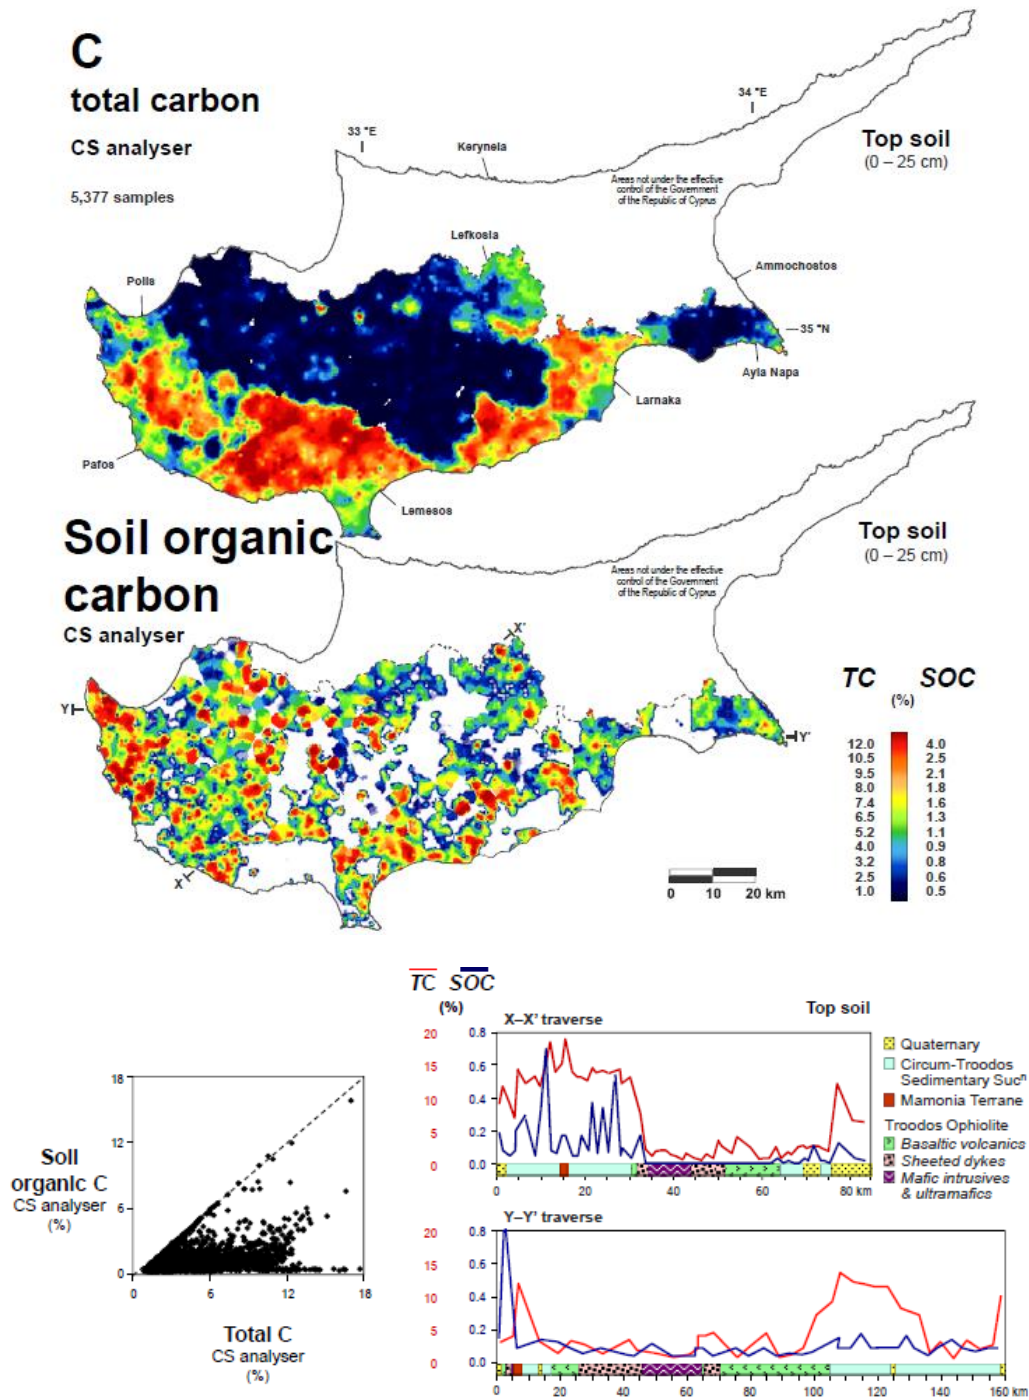 C
total carbon
CS analyser
5,377 samples
33 °E
34 °E
Keryneia
Top soil
(0 – 25 cm)
Areas not under the effective
control of the Government
of the Republic of Cyprus
Lefkosia
Polis
Ammochostos
35 °N
Ayia Napa
Larnaka
Pafos
Lemesos
Soil organic
carbon
CS analyser
Top soil
(0 – 25 cm)
Areas not under the effective
control of the Government
of the Republic of Cyprus
X'
Y
Y'
X
TC SOC
(%)
12.0 4.0
10.5 2.5
9.5 2.1
8.0 1.8
7.4 1.6
6.5 1.3
5.2 1.1
4.0 0.9
3.2 0.8
2.5 0.6
1.0 0.5
0 10 20 km
TC SOC
(%)
X–X' traverse
Top soil
20 0.8
15 0.6
10 0.4
5 0.2
0 0.0
0 20 40 60 80 km
Quaternary
Circum-Troodos
Sedimentary Sucⁿ
Mamonia Terrane
Troodos Ophiolite
Basaltic volcanics
Sheeted dykes
Mafic intrusives
& ultramafics
18
12
6
0
0 6 12 18
Soil
organic C
CS analyser
(%)
Total C
CS analyser
(%)
Y–Y' traverse
20 0.8
15 0.6
10 0.4
5 0.2
0 0.0
0 20 40 60 80 100 120 140 160 km